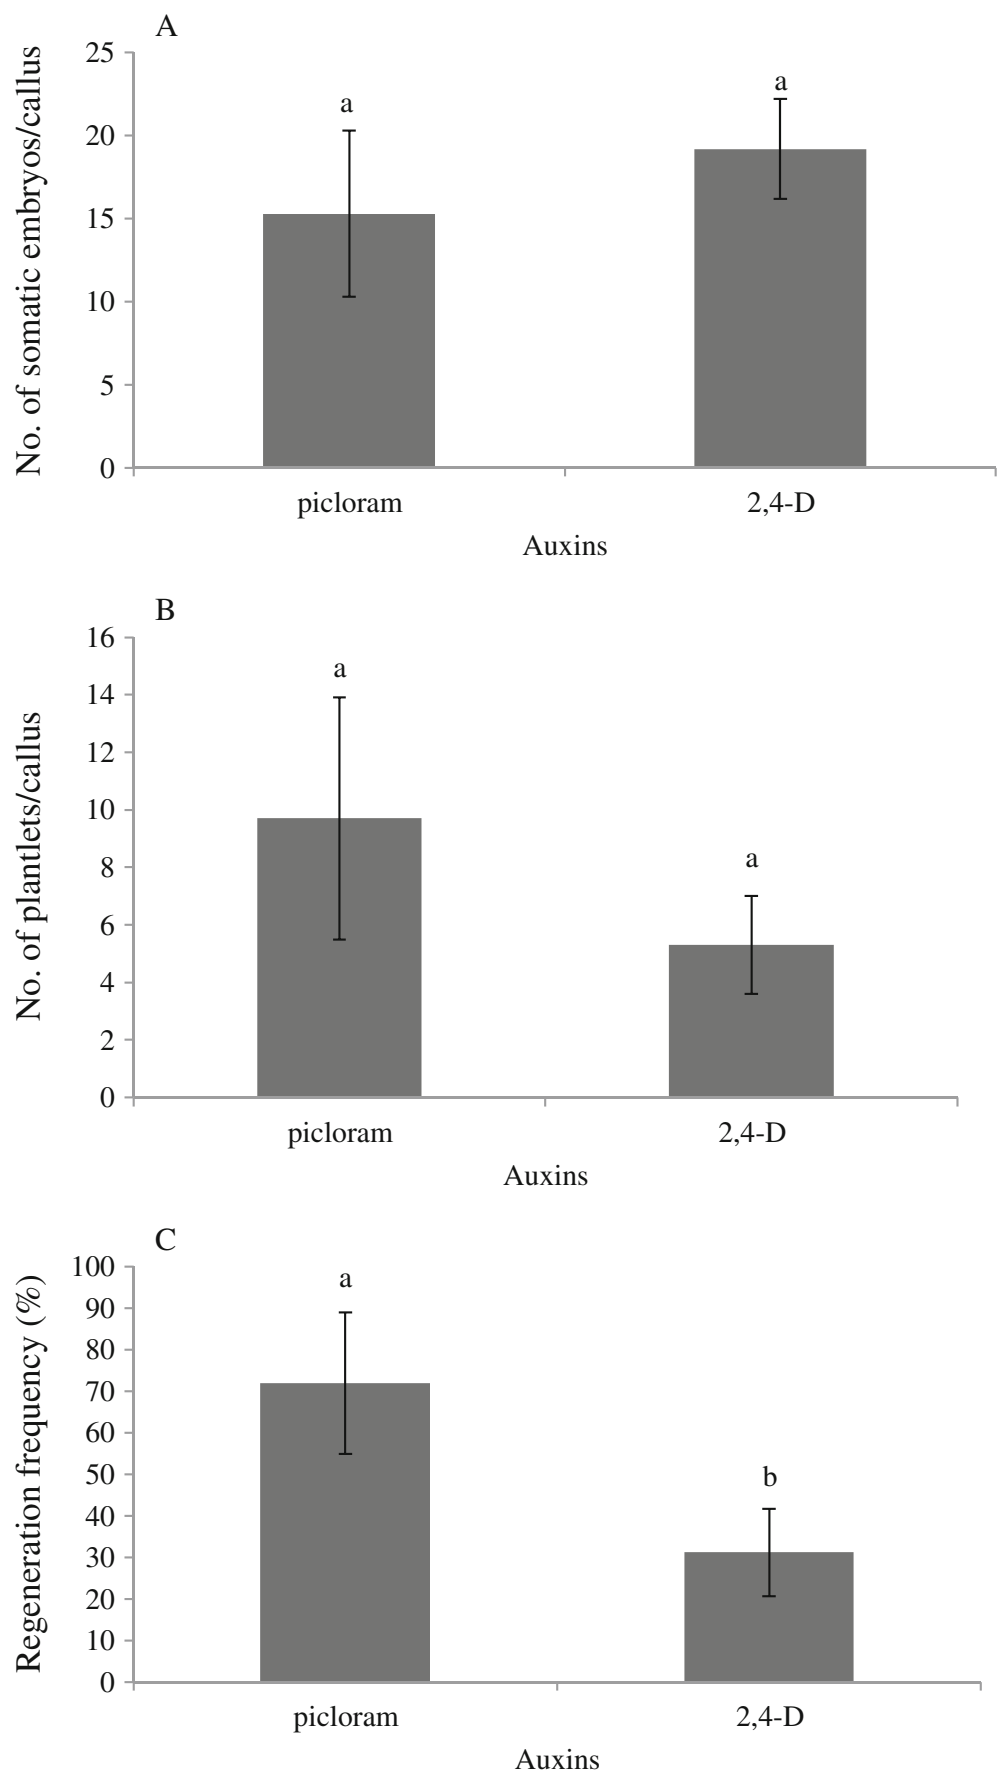 A
No. of somatic embryos/callus
25
20
15
10
5
0
a
a
picloram
2,4-D
Auxins
B
No. of plantlets/callus
16
14
12
10
8
6
4
2
0
a
a
picloram
2,4-D
Auxins
C
Regeneration frequency (%)
100
90
80
70
60
50
40
30
20
10
0
a
b
picloram
2,4-D
Auxins